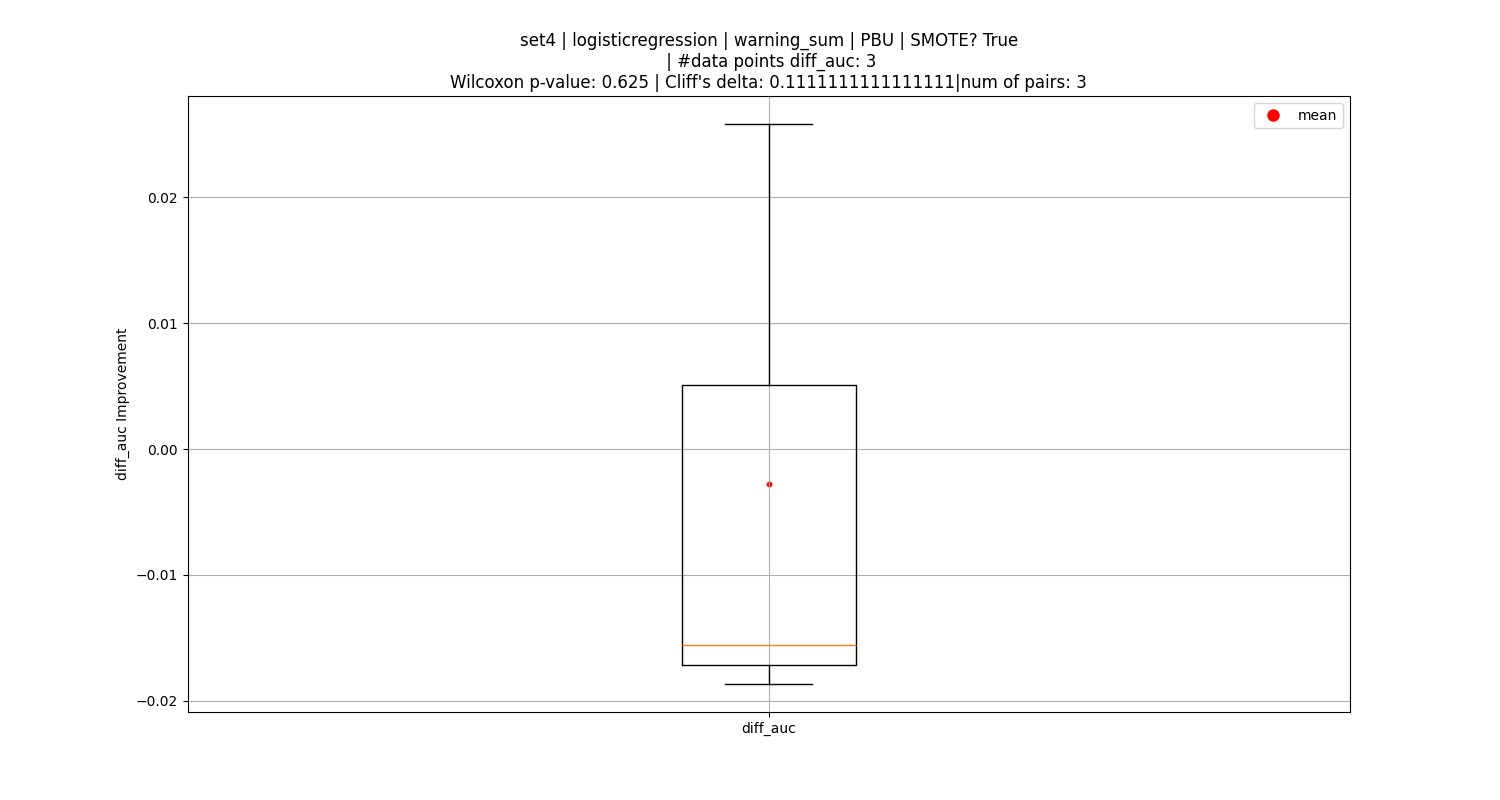 set4 | logisticregression | warning_sum | PBU | SMOTE? True
| #data points diff_auc: 3
Wilcoxon p-value: 0.625 | Cliff's delta: 0.1111111111111111|num of pairs: 3
mean
0.02
0.01
0.00
−0.01
−0.02
diff_auc Improvement
diff_auc